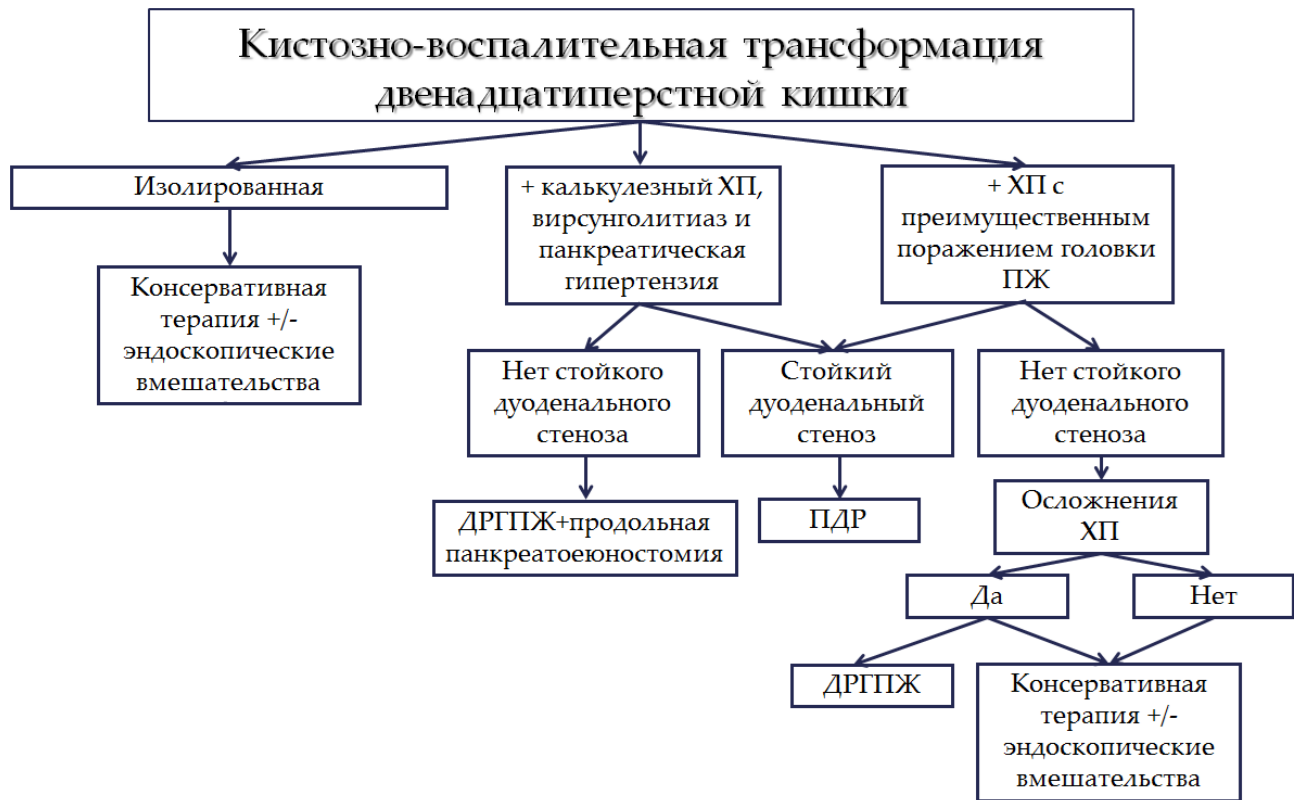 Кистозно-воспалительная трансформация
двенадцатиперстной кишки
Изолированная
+ калькулезный ХП,
вирсунголитиаз и
панкреатическая
гипертензия
+ ХП с
преимущественным
поражением головки
ПЖ
Консервативная
терапия +/-
эндоскопические
вмешательства
Нет стойкого
дуоденального
стеноза
Стойкий
дуоденальный
стеноз
Нет стойкого
дуоденального
стеноза
ДРГПЖ+продольная
панкреатоеюностомия
ПДР
Осложнения
ХП
Да
Нет
ДРГПЖ
Консервативная
терапия +/-
эндоскопические
вмешательства